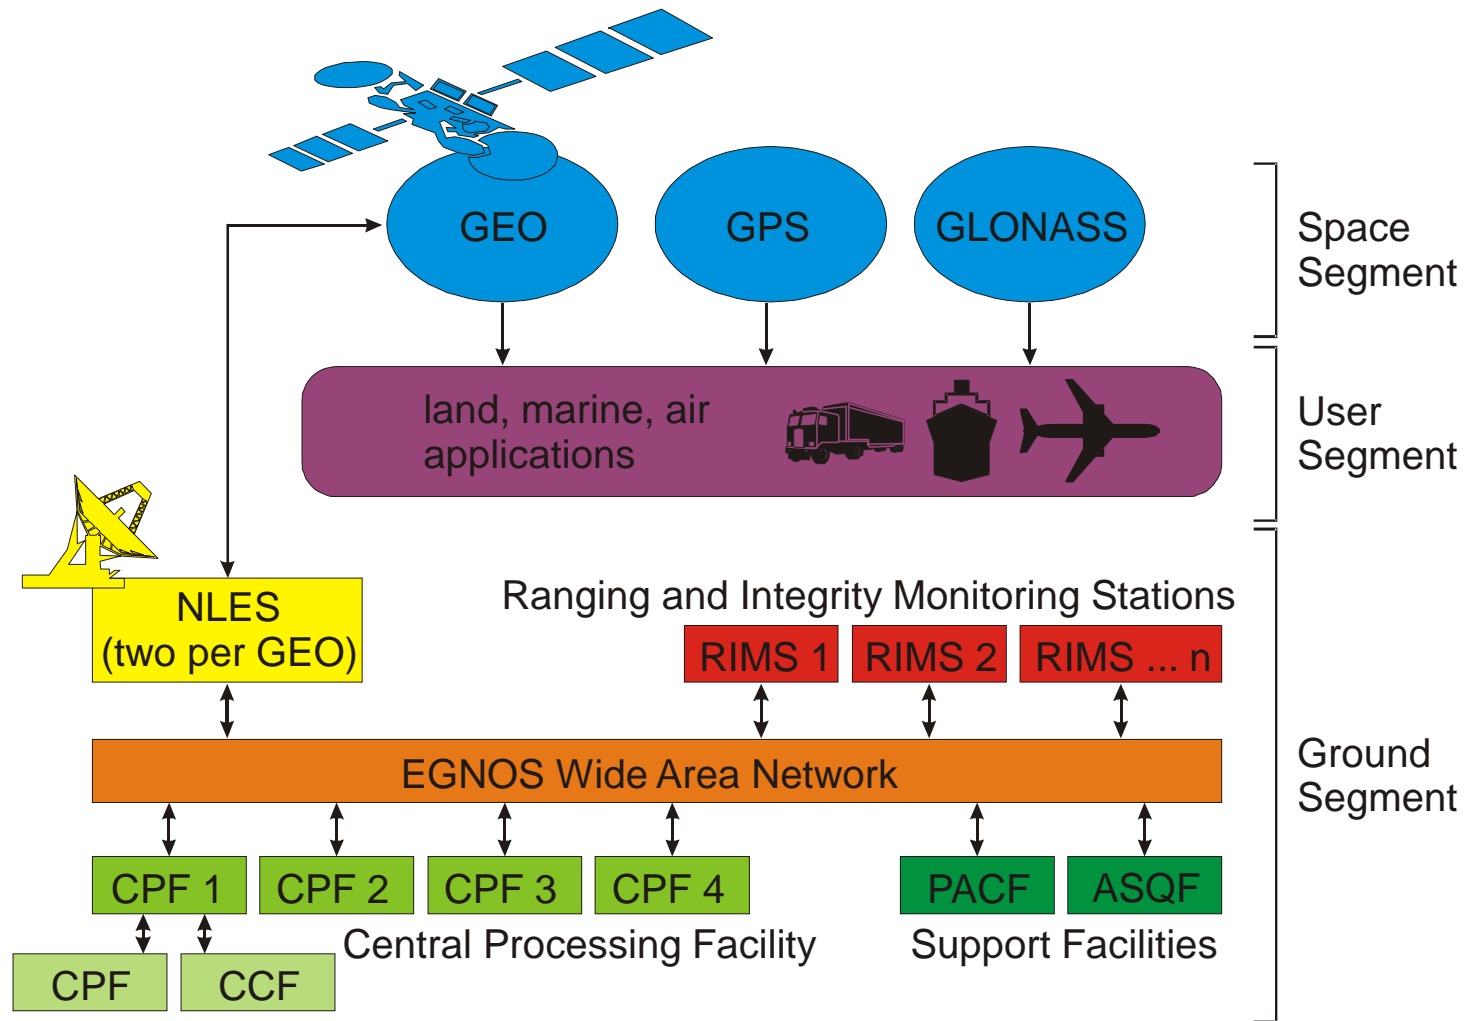 GEO
GPS
GLONASS
Space
Segment
land, marine, air
applications
User
Segment
NLES
(two per GEO)
Ranging and Integrity Monitoring Stations
RIMS 1
RIMS 2
RIMS ... n
EGNOS Wide Area Network
Ground
Segment
CPF 1
CPF 2
CPF 3
CPF 4
PACF
ASQF
Central Processing Facility
Support Facilities
CPF
CCF